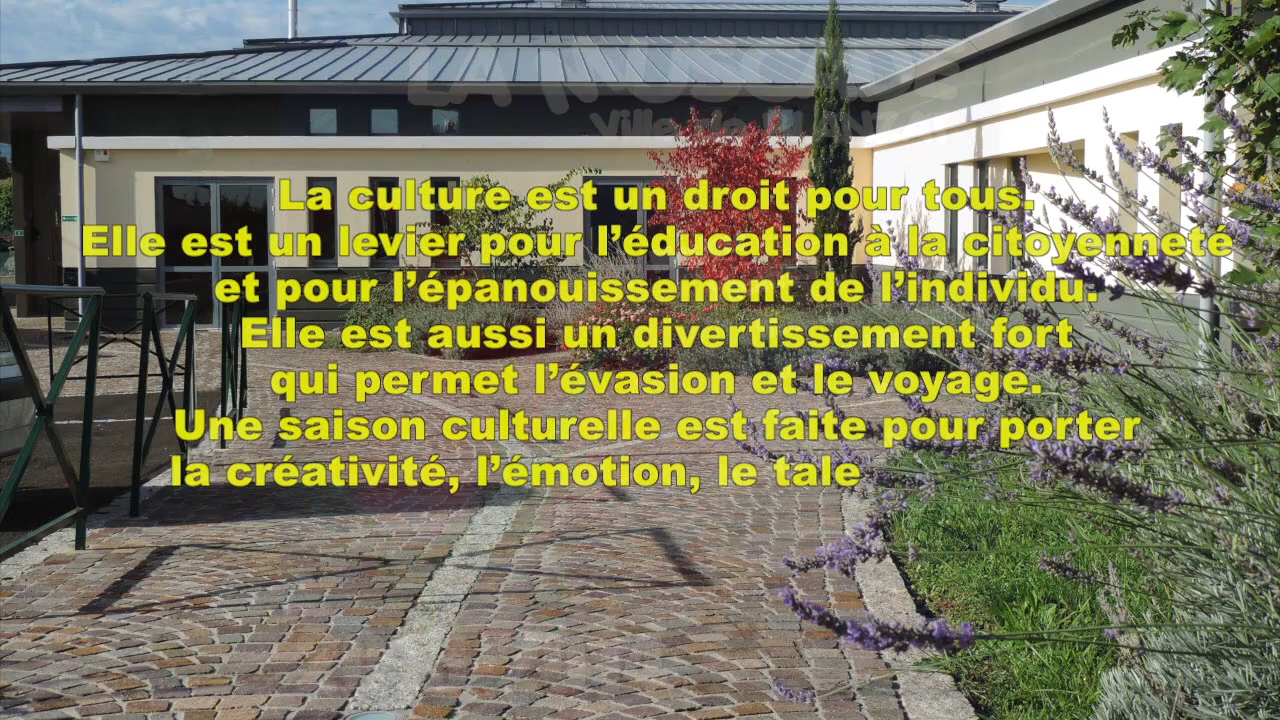 La culture est un droit pour tous.
Elle est un levier pour l’éducation à la citoyenneté
et pour l’épanouissement de l’individu.
Elle est aussi un divertissement fort
qui permet l’évasion et le voyage.
Une saison culturelle est faite pour porter
la créativité, l’émotion, le tale